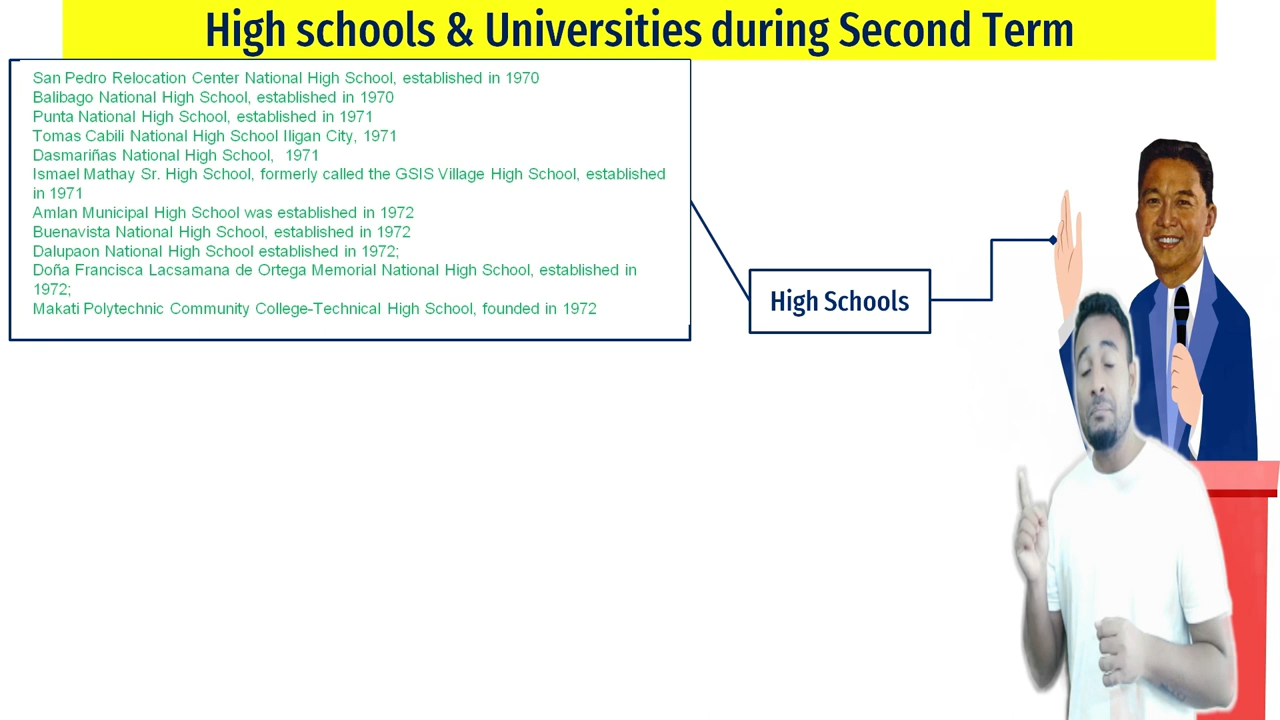 High schools & Universities during Second Term
San Pedro Relocation Center National High School, established in 1970
Balibago National High School, established in 1970
Punta National High School, established in 1971
Tomas Cabili National High School Iligan City, 1971
Dasmariñas National High School,  1971
Ismael Mathay Sr. High School, formerly called the GSIS Village High School, established
in 1971
Amlan Municipal High School was established in 1972
Buenavista National High School, established in 1972
Dalupaon National High School established in 1972;
Doña Francisca Lacsamana de Ortega Memorial National High School, established in
1972;
Makati Polytechnic Community College-Technical High School, founded in 1972
High Schools